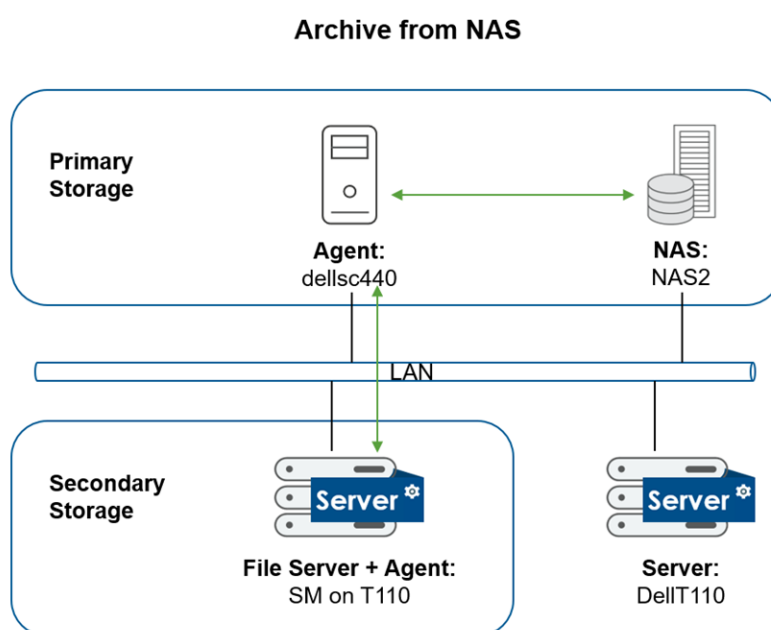 Archive from NAS
Primary
Storage
Agent:
dellsc440
NAS:
NAS2
LAN
Secondary
Storage
Server
File Server + Agent:
SM on T110
Server
Server:
DellT110